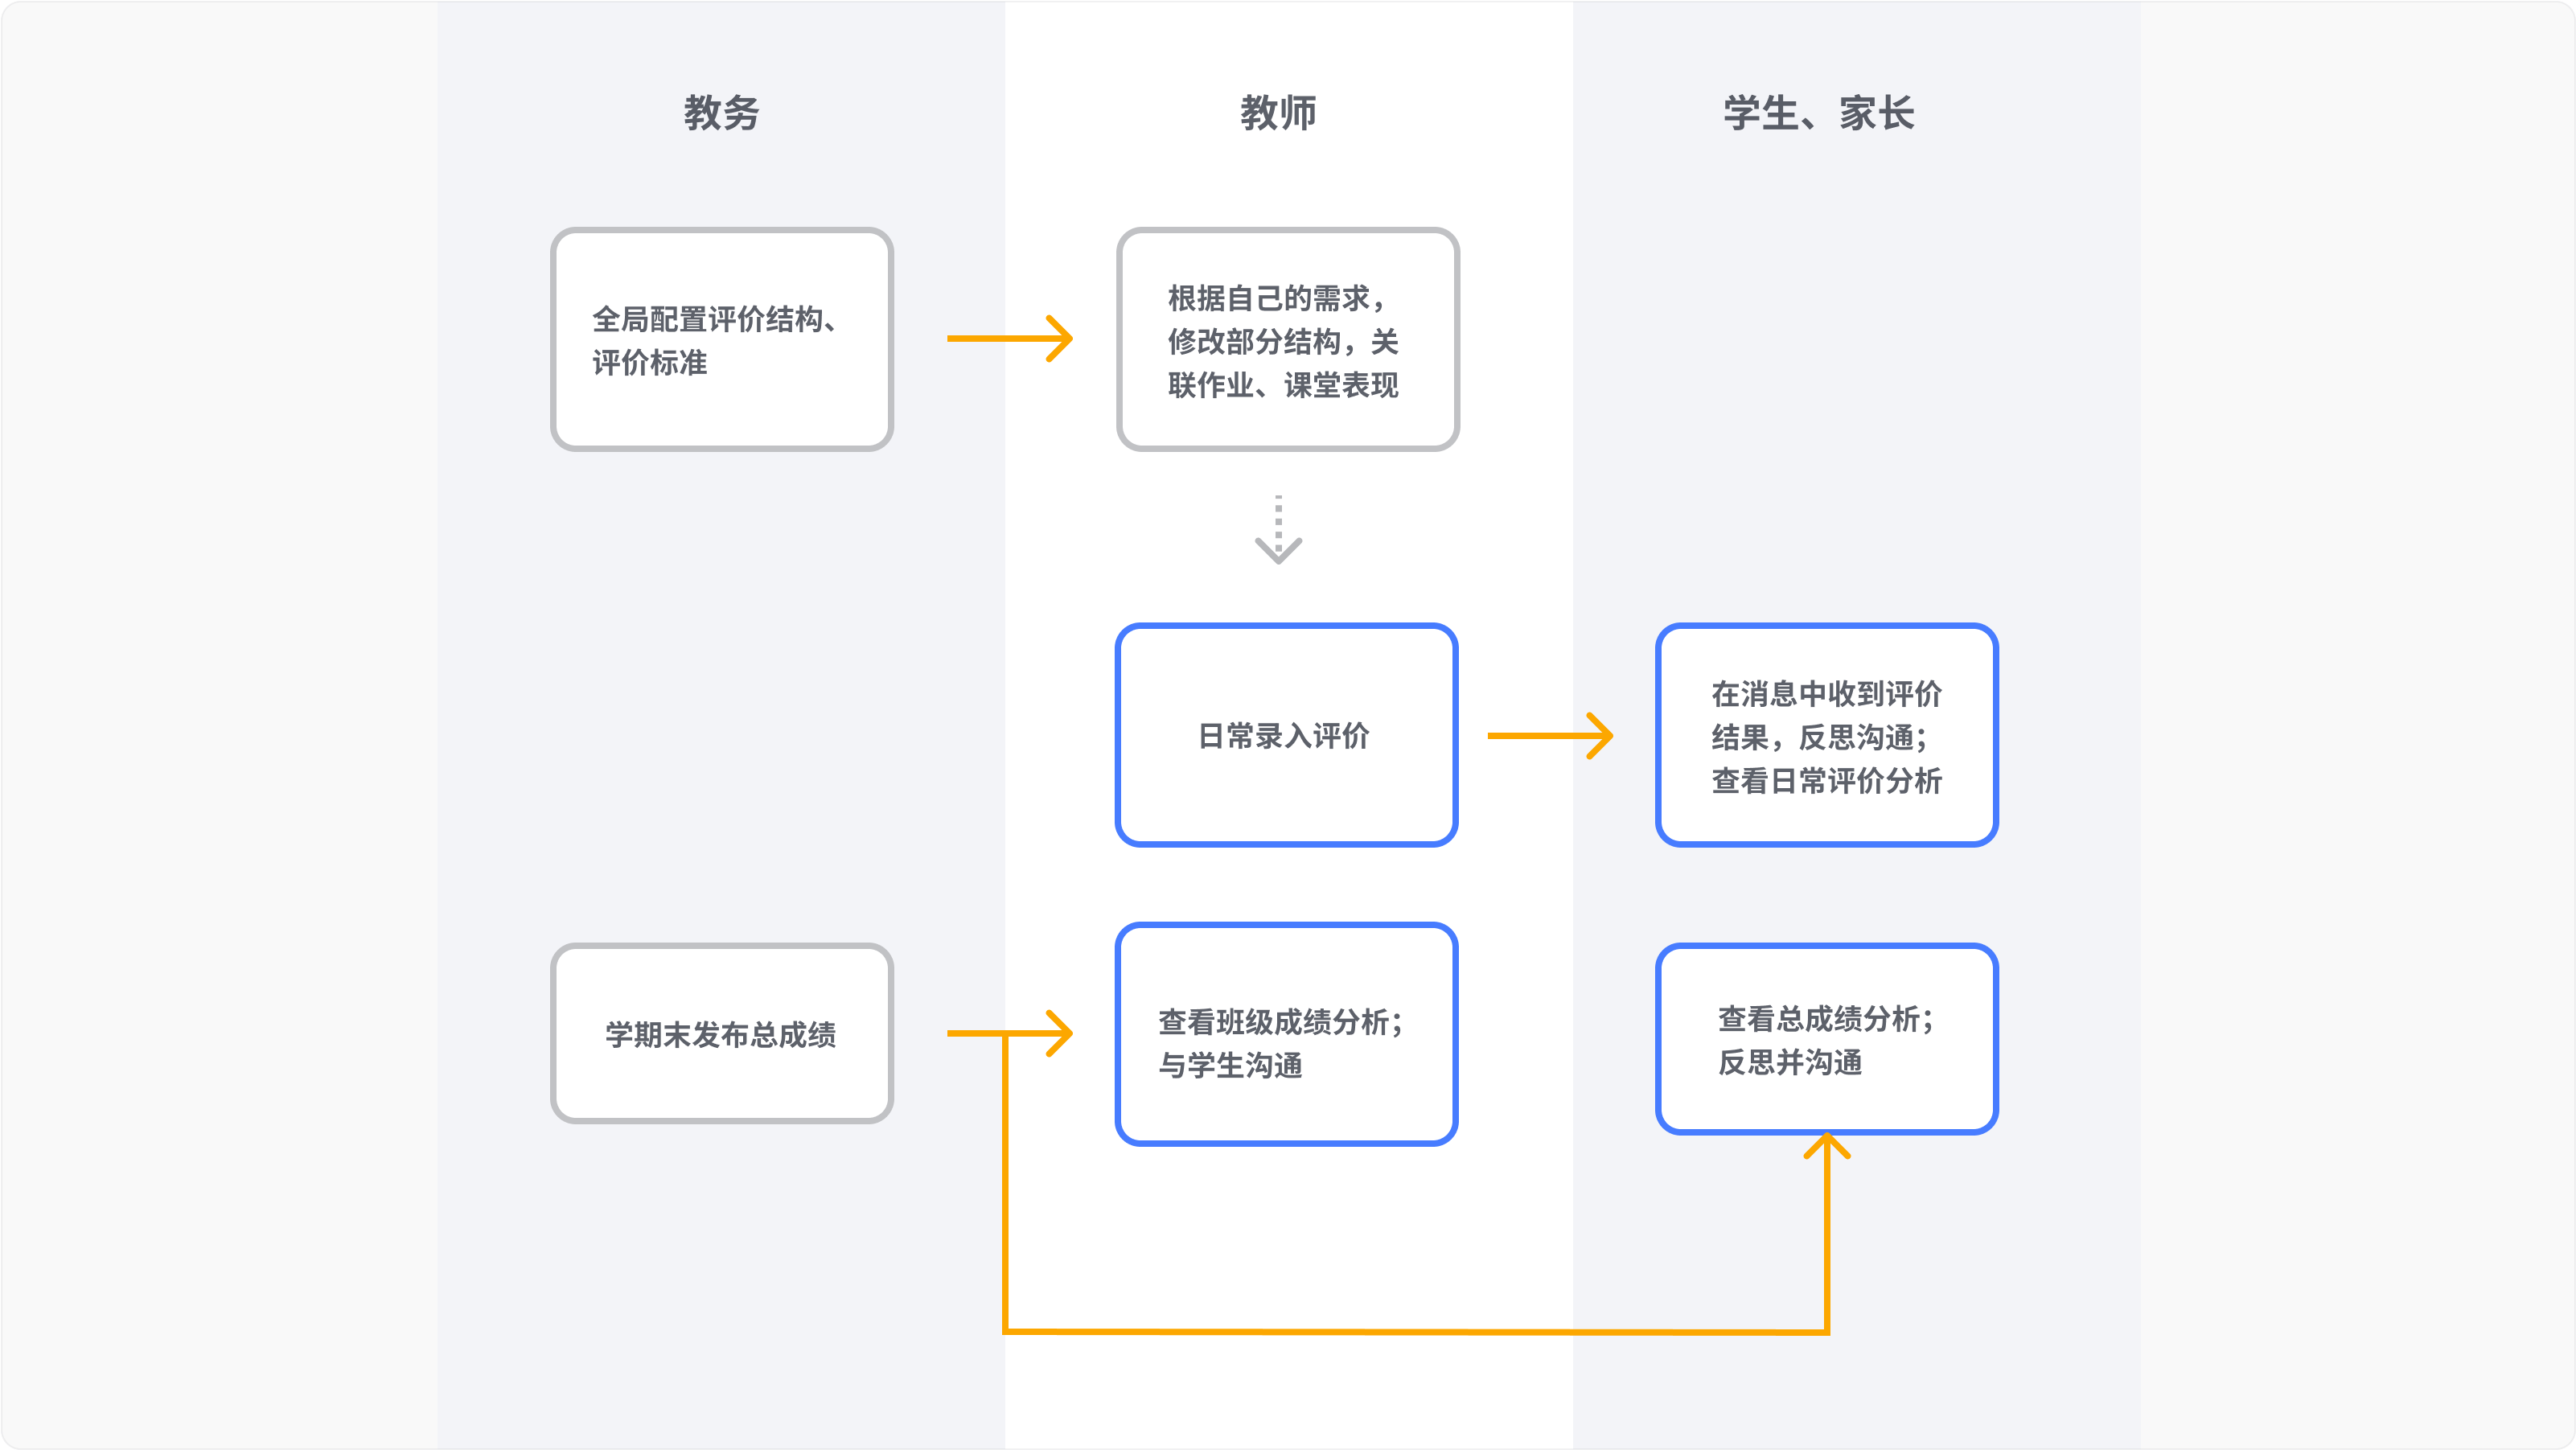 教务
教师
学生、家长
全局配置评价结构、
评价标准
根据自己的需求，
修改部分结构，关
联作业、课堂表现
日常录入评价
在消息中收到评价
结果，反思沟通；
查看日常评价分析
学期末发布总成绩
查看班级成绩分析；
与学生沟通
查看总成绩分析；
反思并沟通